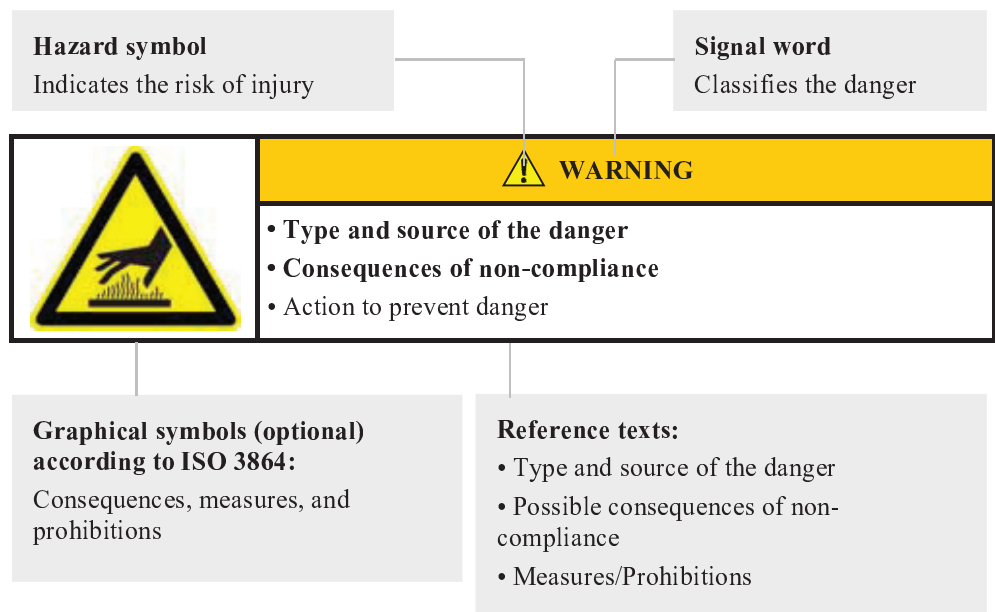 Hazard symbol
Indicates the risk of injury
Signal word
Classifies the danger
WARNING
• Type and source of the danger
• Consequences of non-compliance
• Action to prevent danger
Graphical symbols (optional)
according to ISO 3864:
Consequences, measures, and
prohibitions
Reference texts:
• Type and source of the danger
• Possible consequences of non-
compliance
• Measures/Prohibitions